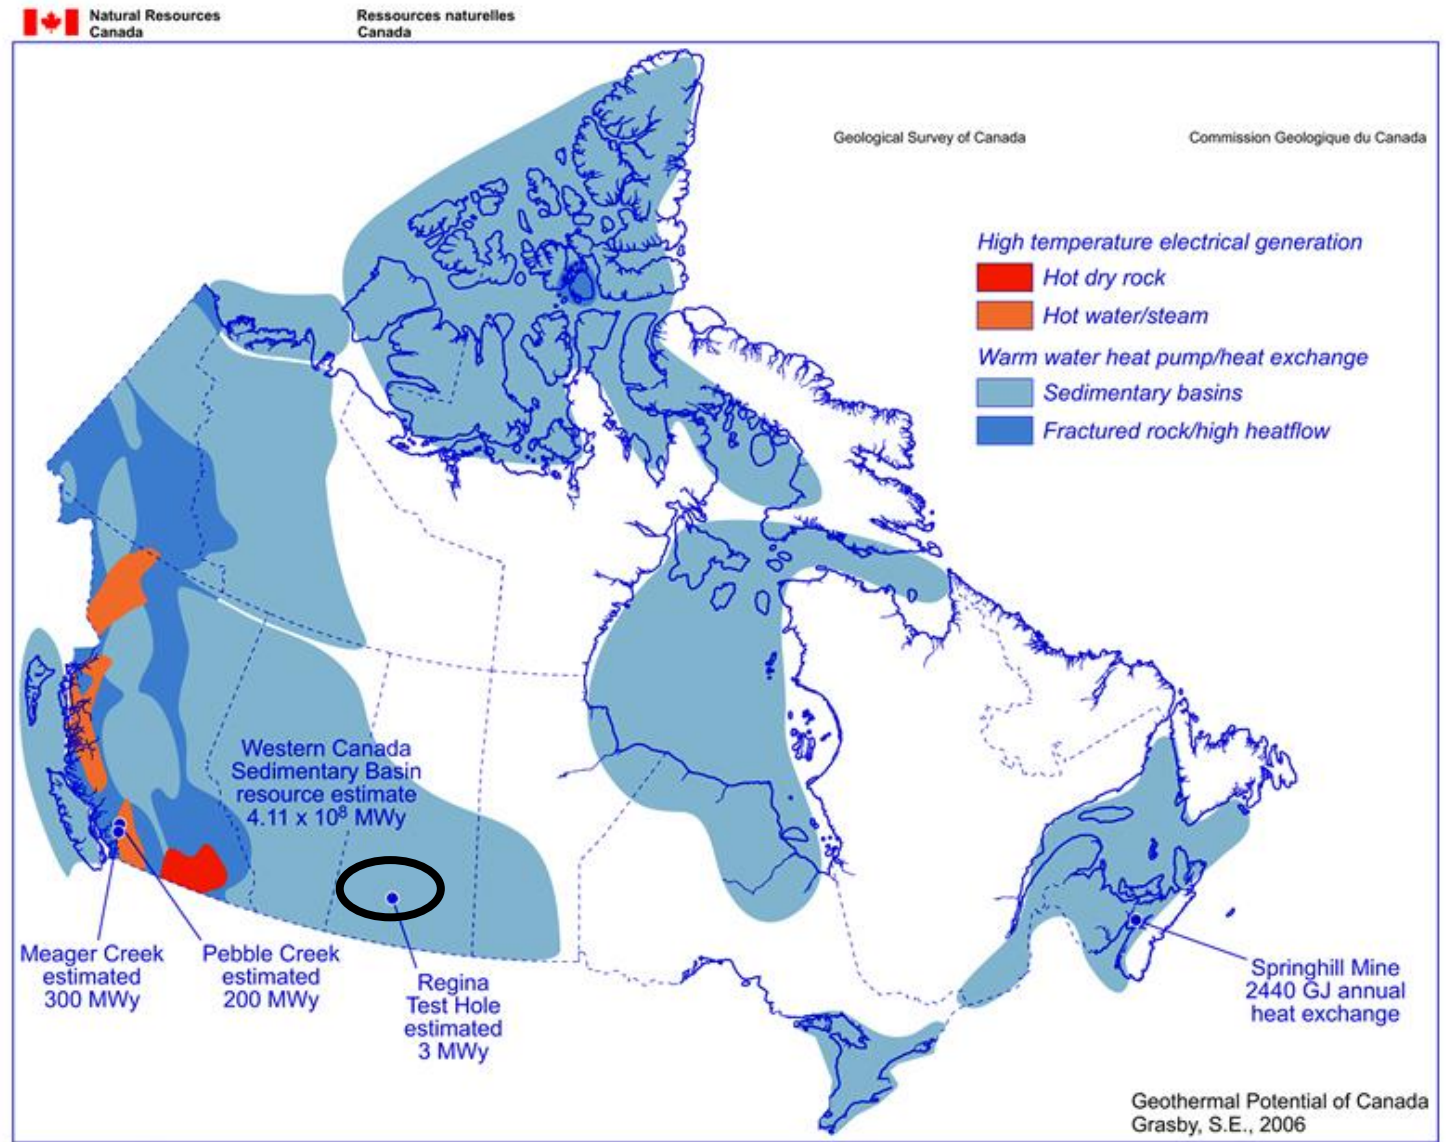 Natural Resources
Canada
Ressources naturelles
Canada
Geological Survey of Canada
Commission Geologique du Canada
High temperature electrical generation
Hot dry rock
Hot water/steam
Warm water heat pump/heat exchange
Sedimentary basins
Fractured rock/high heatflow
Western Canada
Sedimentary Basin
resource estimate
4.11 x 10⁸ MWy
Meager Creek
estimated
300 MWy
Pebble Creek
estimated
200 MWy
Regina
Test Hole
estimated
3 MWy
Springhill Mine
2440 GJ annual
heat exchange
Geothermal Potential of Canada
Grasby, S.E., 2006